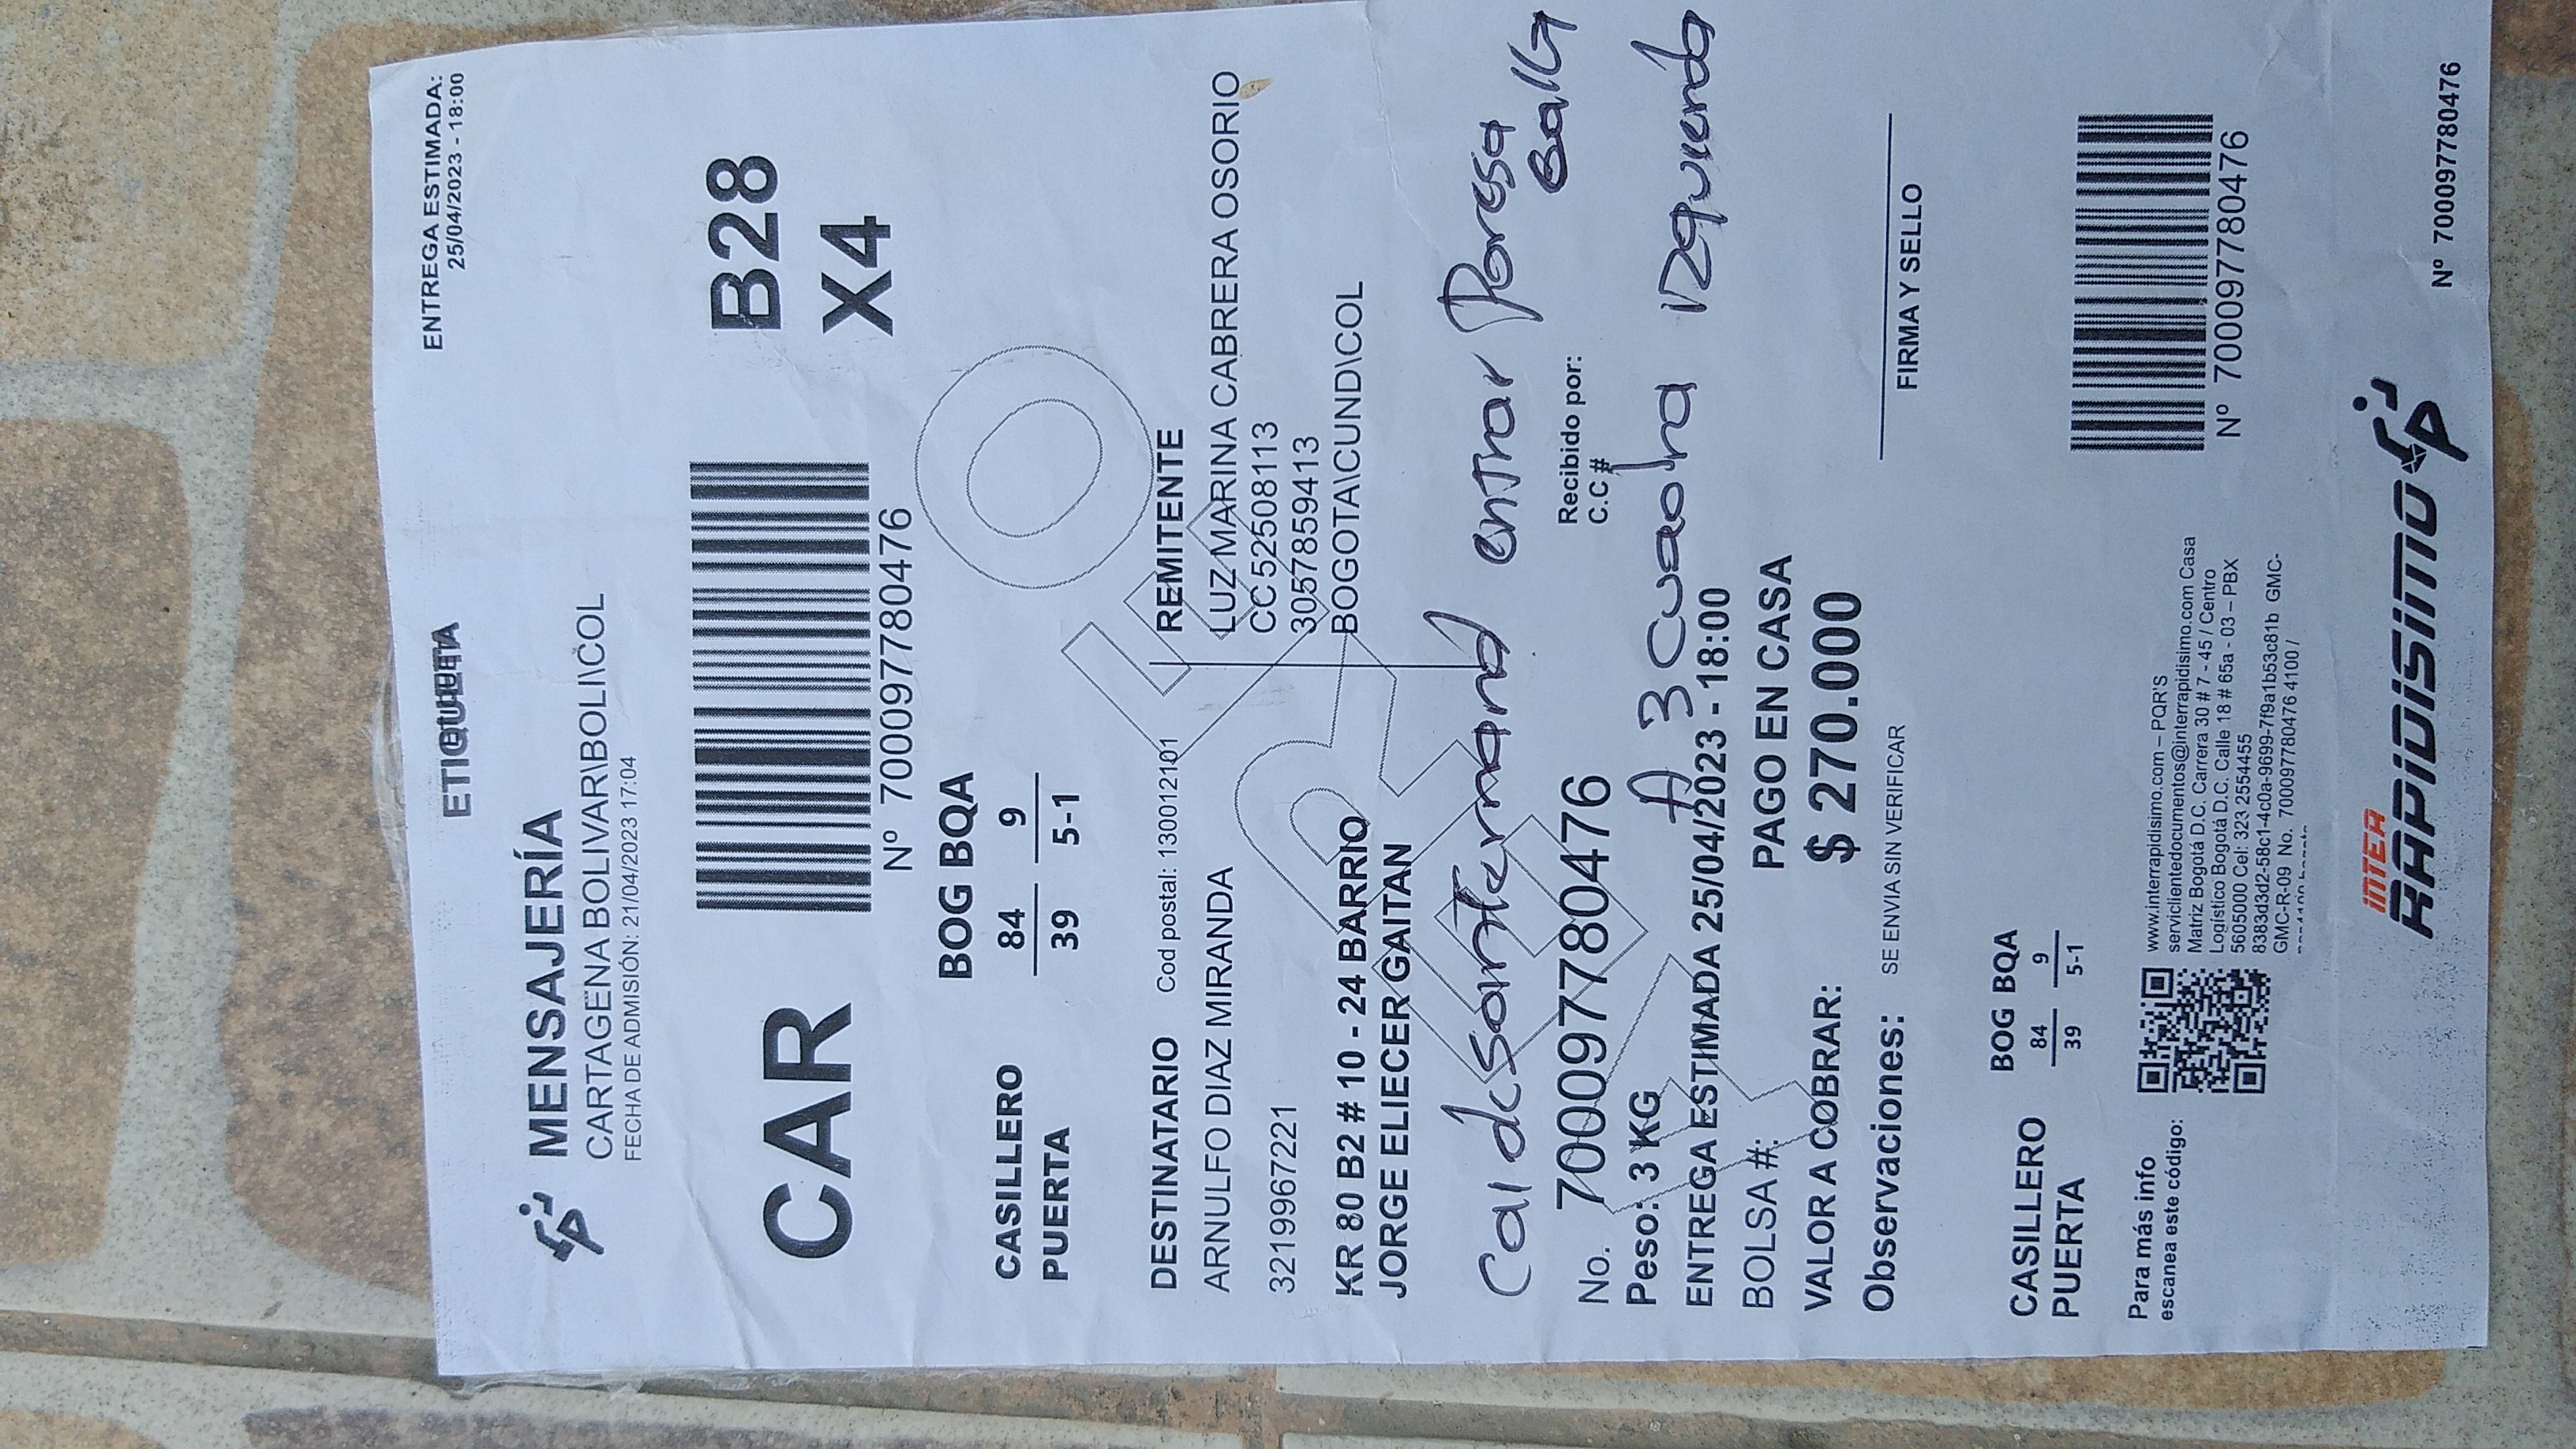 ETIQUETA
ENTREGA ESTIMADA:
25/04/2023 - 18:00
MENSAJERÍA
CARTAGENA BOLIVAR\BOLI\COL
FECHA DE ADMISIÓN: 21/04/2023 17:04
CAR
Nº 700097780476
B28
X4
CASILLERO
PUERTA
BOG BQA
84 9
39 5-1
DESTINATARIO Cod postal: 130012101
ARNULFO DIAZ MIRANDA
3219967221
KR 80 B2 # 10 - 24 BARRIO
JORGE ELIECER GAITAN
REMITENTE
LUZ MARINA CABRERA OSORIO
CC 52508113
3057859413
BOGOTA\CUND\COL
entrar Por esa
Calle
No. 700097780476
Recibido por:
C.C #
Peso: 3 KG
A 3 Cuadra
ENTREGA ESTIMADA 25/04/2023 - 18:00
BOLSA #:
PAGO EN CASA
VALOR A COBRAR: $ 270.000
Observaciones: SE ENVIA SIN VERIFICAR
FIRMA Y SELLO
CASILLERO
PUERTA
BOG BQA
84 9
39 5-1
Para más info
escanea este código:
www.interrapidisimo.com – PQR'S
servclientedocumentos@interrapidisimo.com Casa
Matriz Bogotá D.C. Carrera 30 # 7 - 45 / Centro
Logístico Bogotá D.C. Calle 18 # 65a - 03 – PBX
5605000 Cel: 323 2554455
8383d3d2-58c1-4c0a-9699-7f9a1b53c81b GMC-
GMC-R-09 No. 700097780476 4100 /
Nº 700097780476
INTER
RAPiDiSiMO
Nº 700097780476